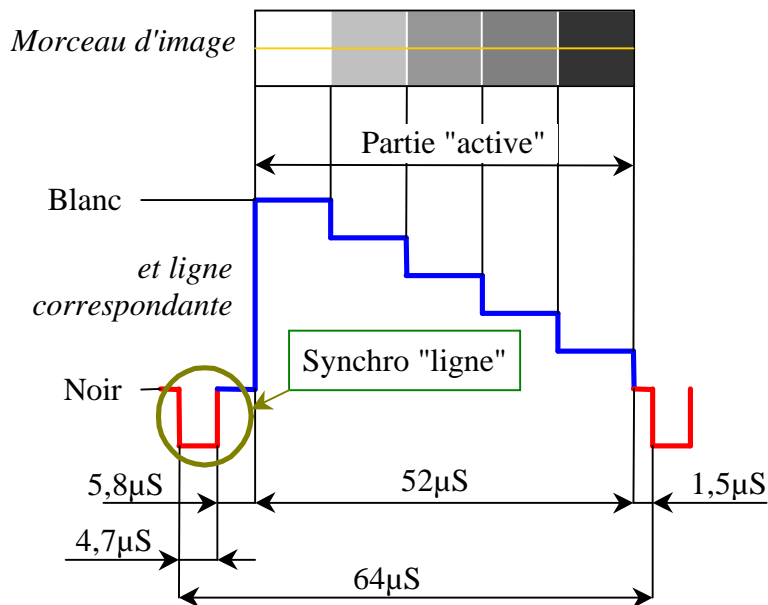 Morceau d'image
Partie "active"
Blanc
et ligne
correspondante
Synchro "ligne"
Noir
5,8µS
52µS
1,5µS
4,7µS
64µS